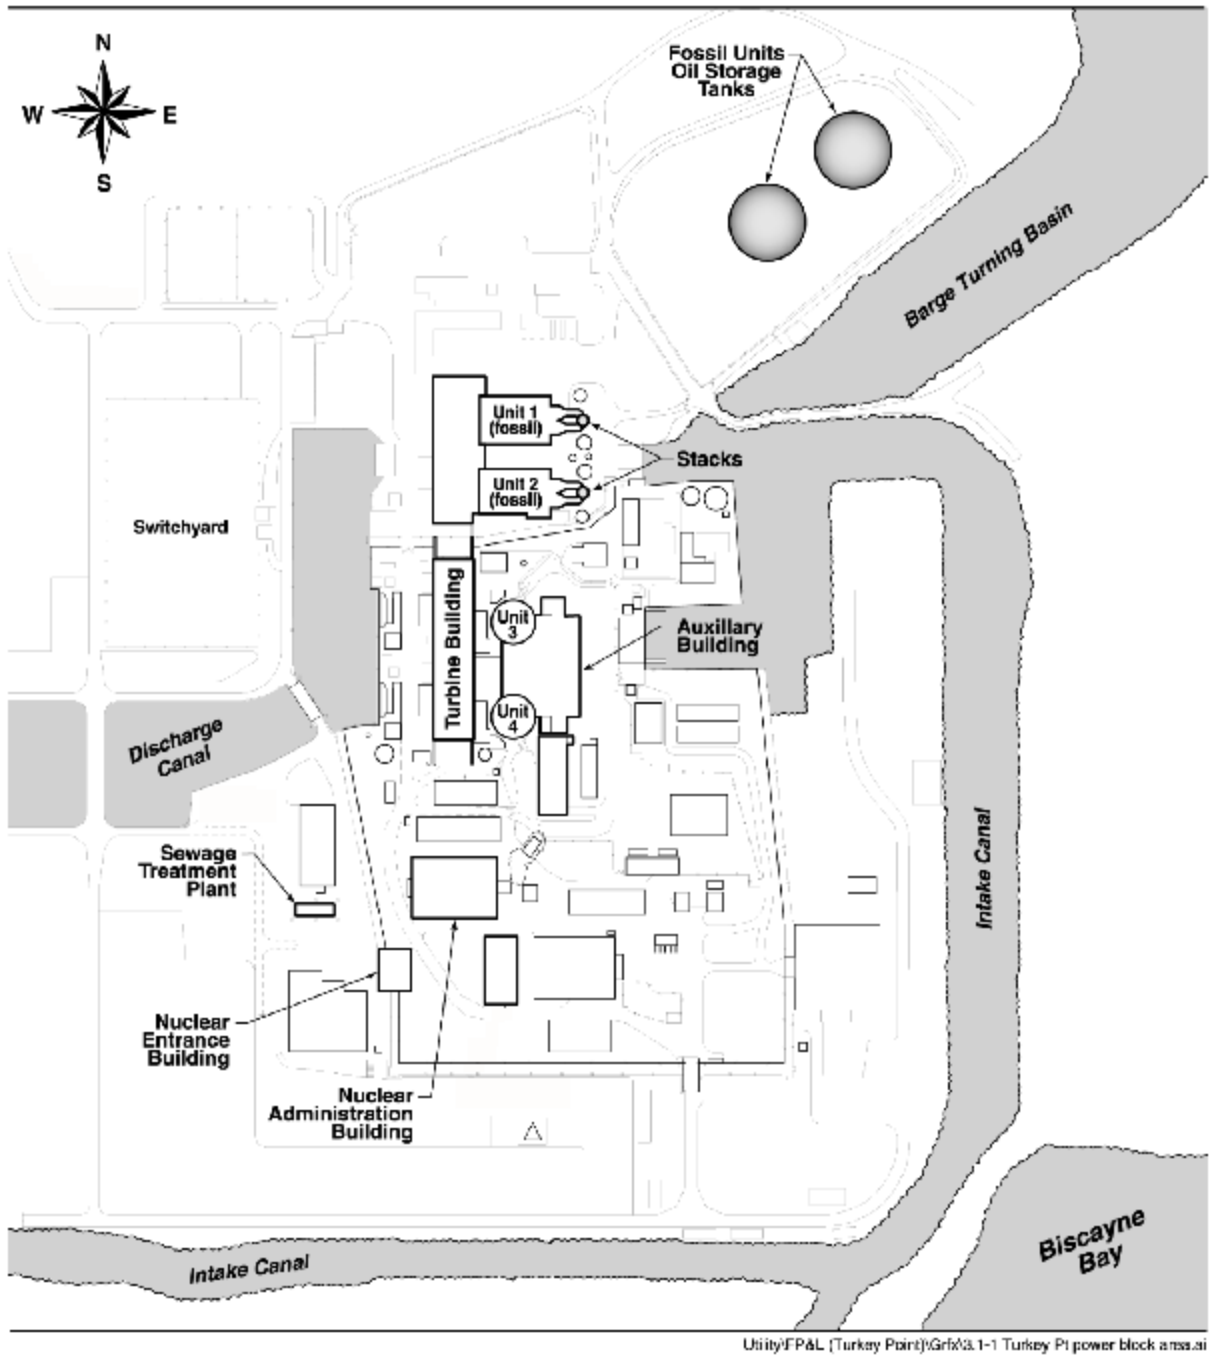 N
W
E
S
Fossil Units
Oil Storage
Tanks
Barge Turning Basin
Unit 1
(fossil)
Stacks
Unit 2
(fossil)
Switchyard
Turbine Building
Unit
3
Auxillary
Building
Unit
4
Discharge
Canal
Intake Canal
Sewage
Treatment
Plant
Nuclear
Entrance
Building
Nuclear
Administration
Building
Biscayne
Bay
Intake Canal
Utility\FP&L (Turkey Point)\Grfx\3.1-1 Turkey Pt power block area.ai